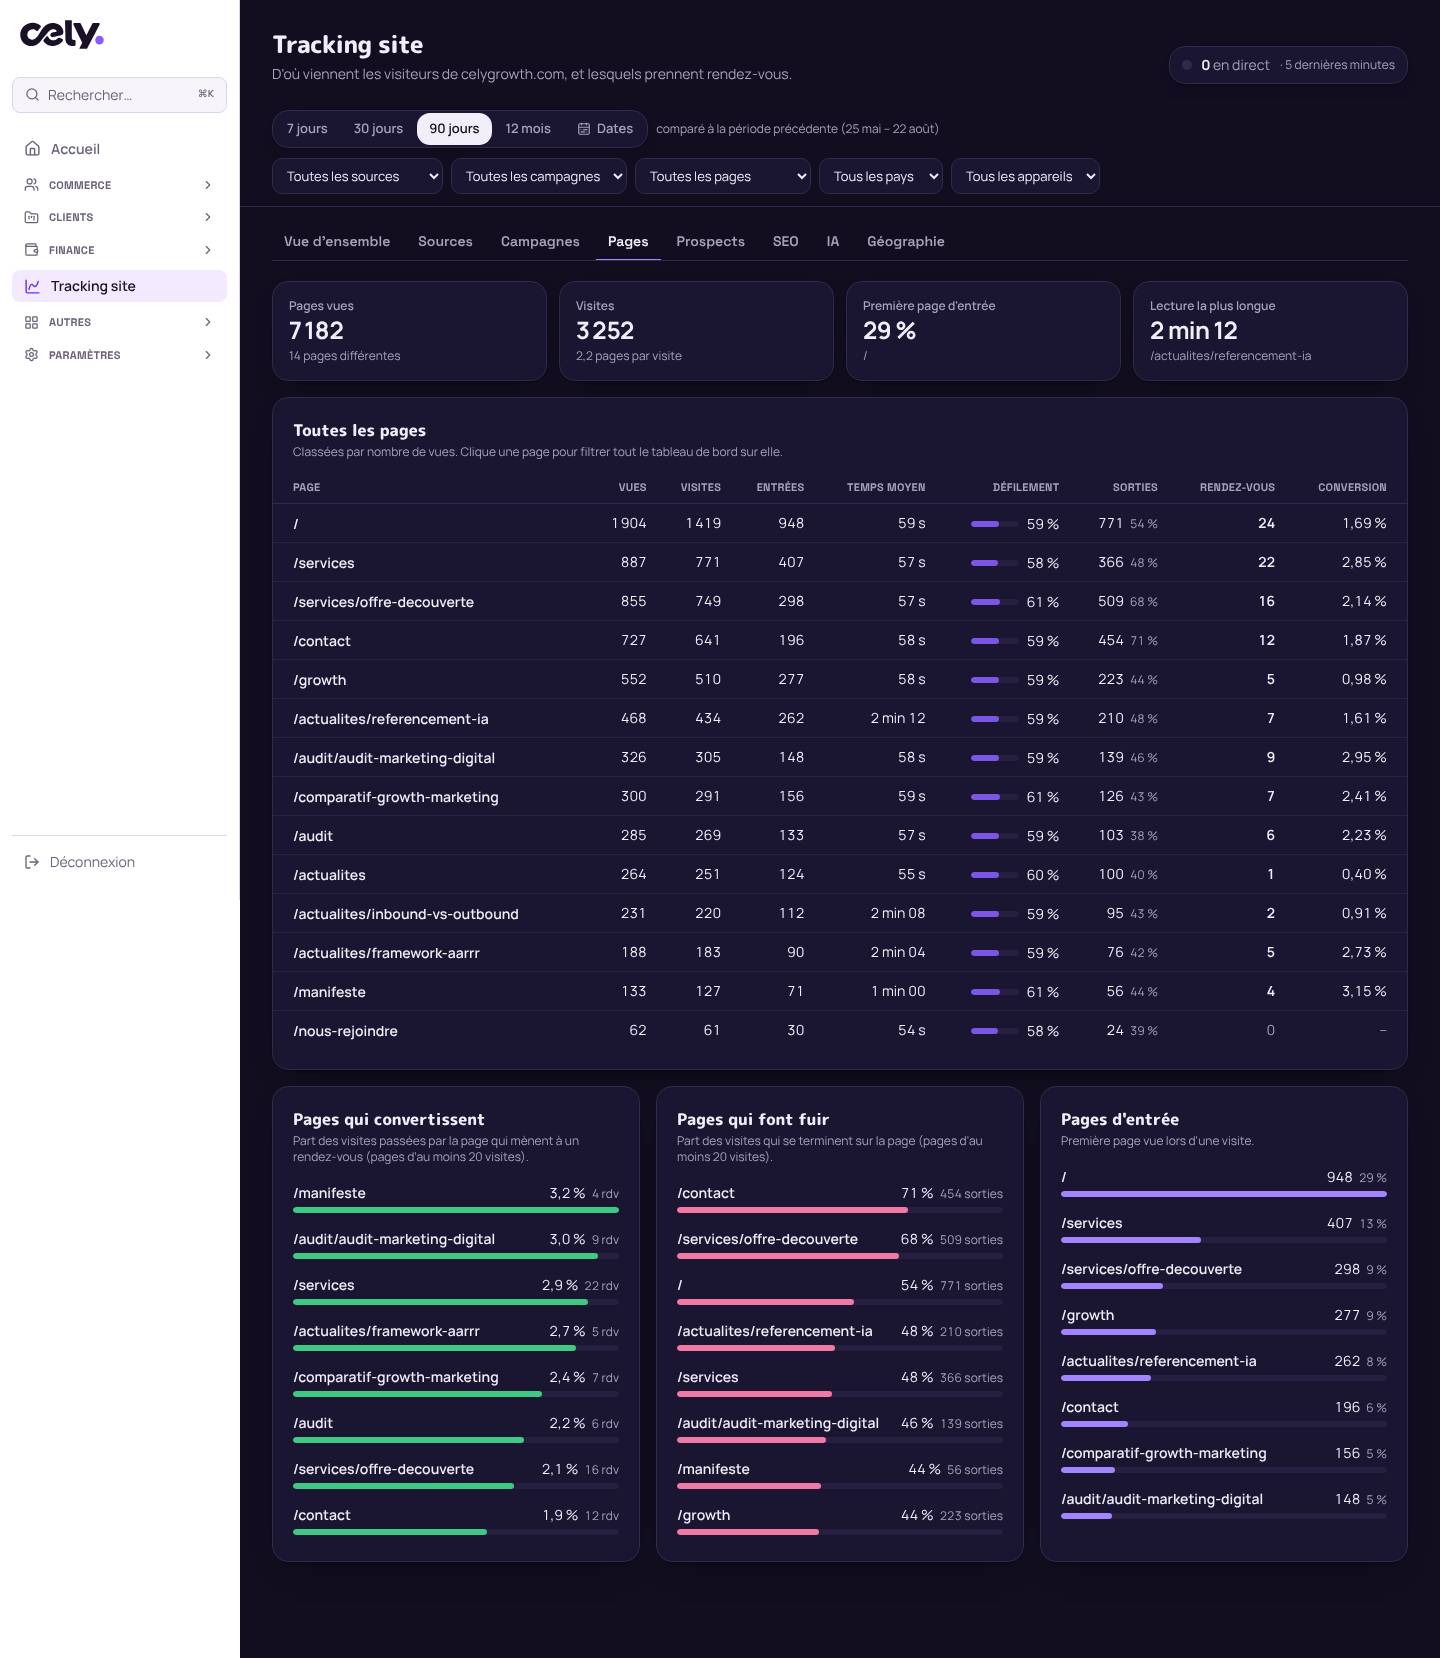 cely.
Rechercher... ⌘K
Accueil
COMMERCE
CLIENTS
FINANCE
Tracking site
AUTRES
PARAMÈTRES
Déconnexion
Tracking site
D'où viennent les visiteurs de celygrowth.com, et lesquels prennent rendez-vous.
0 en direct · 5 dernières minutes
7 jours 30 jours 90 jours 12 mois Dates comparé à la période précédente (25 mai – 22 août)
Toutes les sources Toutes les campagnes Toutes les pages Tous les pays Tous les appareils
Vue d'ensemble Sources Campagnes Pages Prospects SEO IA Géographie
Pages vues
7 182
14 pages différentes
Visites
3 252
2,2 pages par visite
Première page d'entrée
29 %
/
Lecture la plus longue
2 min 12
/actualites/referencement-ia
Toutes les pages
Classées par nombre de vues. Clique une page pour filtrer tout le tableau de bord sur elle.
PAGE VUES VISITES ENTRÉES TEMPS MOYEN DÉFILEMENT SORTIES RENDEZ-VOUS CONVERSION
/ 1 904 1 419 948 59 s 59 % 771 54 % 24 1,69 %
/services 887 771 407 57 s 58 % 366 48 % 22 2,85 %
/services/offre-decouverte 855 749 298 57 s 61 % 509 68 % 16 2,14 %
/contact 727 641 196 58 s 59 % 454 71 % 12 1,87 %
/growth 552 510 277 58 s 59 % 223 44 % 5 0,98 %
/actualites/referencement-ia 468 434 262 2 min 12 59 % 210 48 % 7 1,61 %
/audit/audit-marketing-digital 326 305 148 58 s 59 % 139 46 % 9 2,95 %
/comparatif-growth-marketing 300 291 156 59 s 61 % 126 43 % 7 2,41 %
/audit 285 269 133 57 s 59 % 103 38 % 6 2,23 %
/actualites 264 251 124 55 s 60 % 100 40 % 1 0,40 %
/actualites/inbound-vs-outbound 231 220 112 2 min 08 59 % 95 43 % 2 0,91 %
/actualites/framework-aarrr 188 183 90 2 min 04 59 % 76 42 % 5 2,73 %
/manifeste 133 127 71 1 min 00 61 % 56 44 % 4 3,15 %
/nous-rejoindre 62 61 30 54 s 58 % 24 39 % 0 –
Pages qui convertissent
Part des visites passées par la page qui mènent à un
rendez-vous (pages d'au moins 20 visites).
/manifeste 3,2 % 4 rdv
/audit/audit-marketing-digital 3,0 % 9 rdv
/services 2,9 % 22 rdv
/actualites/framework-aarrr 2,7 % 5 rdv
/comparatif-growth-marketing 2,4 % 7 rdv
/audit 2,2 % 6 rdv
/services/offre-decouverte 2,1 % 16 rdv
/contact 1,9 % 12 rdv
Pages qui font fuir
Part des visites qui se terminent sur la page (pages d'au
moins 20 visites).
/contact 71 % 454 sorties
/services/offre-decouverte 68 % 509 sorties
/ 54 % 771 sorties
/actualites/referencement-ia 48 % 210 sorties
/services 48 % 366 sorties
/audit/audit-marketing-digital 46 % 139 sorties
/manifeste 44 % 56 sorties
/growth 44 % 223 sorties
Pages d'entrée
Première page vue lors d'une visite.
/ 948 29 %
/services 407 13 %
/services/offre-decouverte 298 9 %
/growth 277 9 %
/actualites/referencement-ia 262 8 %
/contact 196 6 %
/comparatif-growth-marketing 156 5 %
/audit/audit-marketing-digital 148 5 %